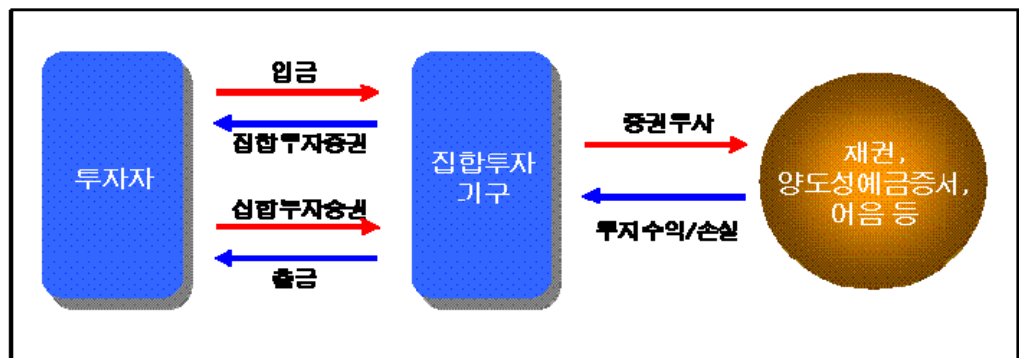 입금
집합투자증권
투자자
집합투자증권
출금
집합투자
기구
증권투자
투자수익/손실
채권,
양도성예금증서,
어음 등